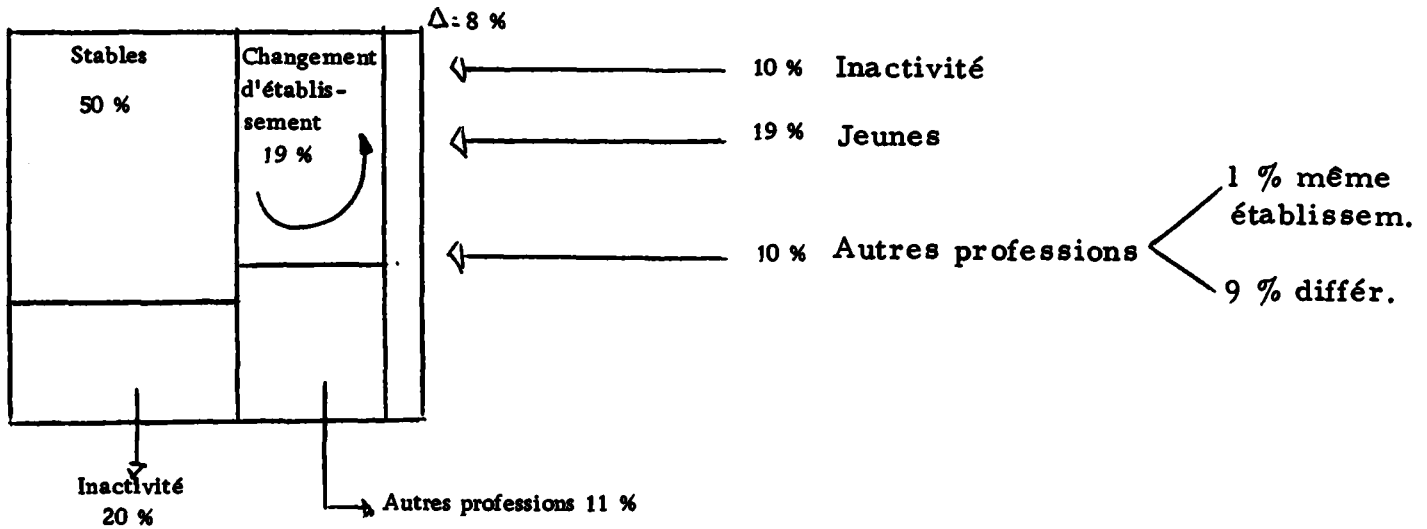 Δ= 8 %
Stables
50 %
Changement
d'établis-
sement
19 %
10 % Inactivité
19 % Jeunes
10 % Autres professions
1 % même
établissem.
9 % différ.
Inactivité
20 %
Autres professions 11 %